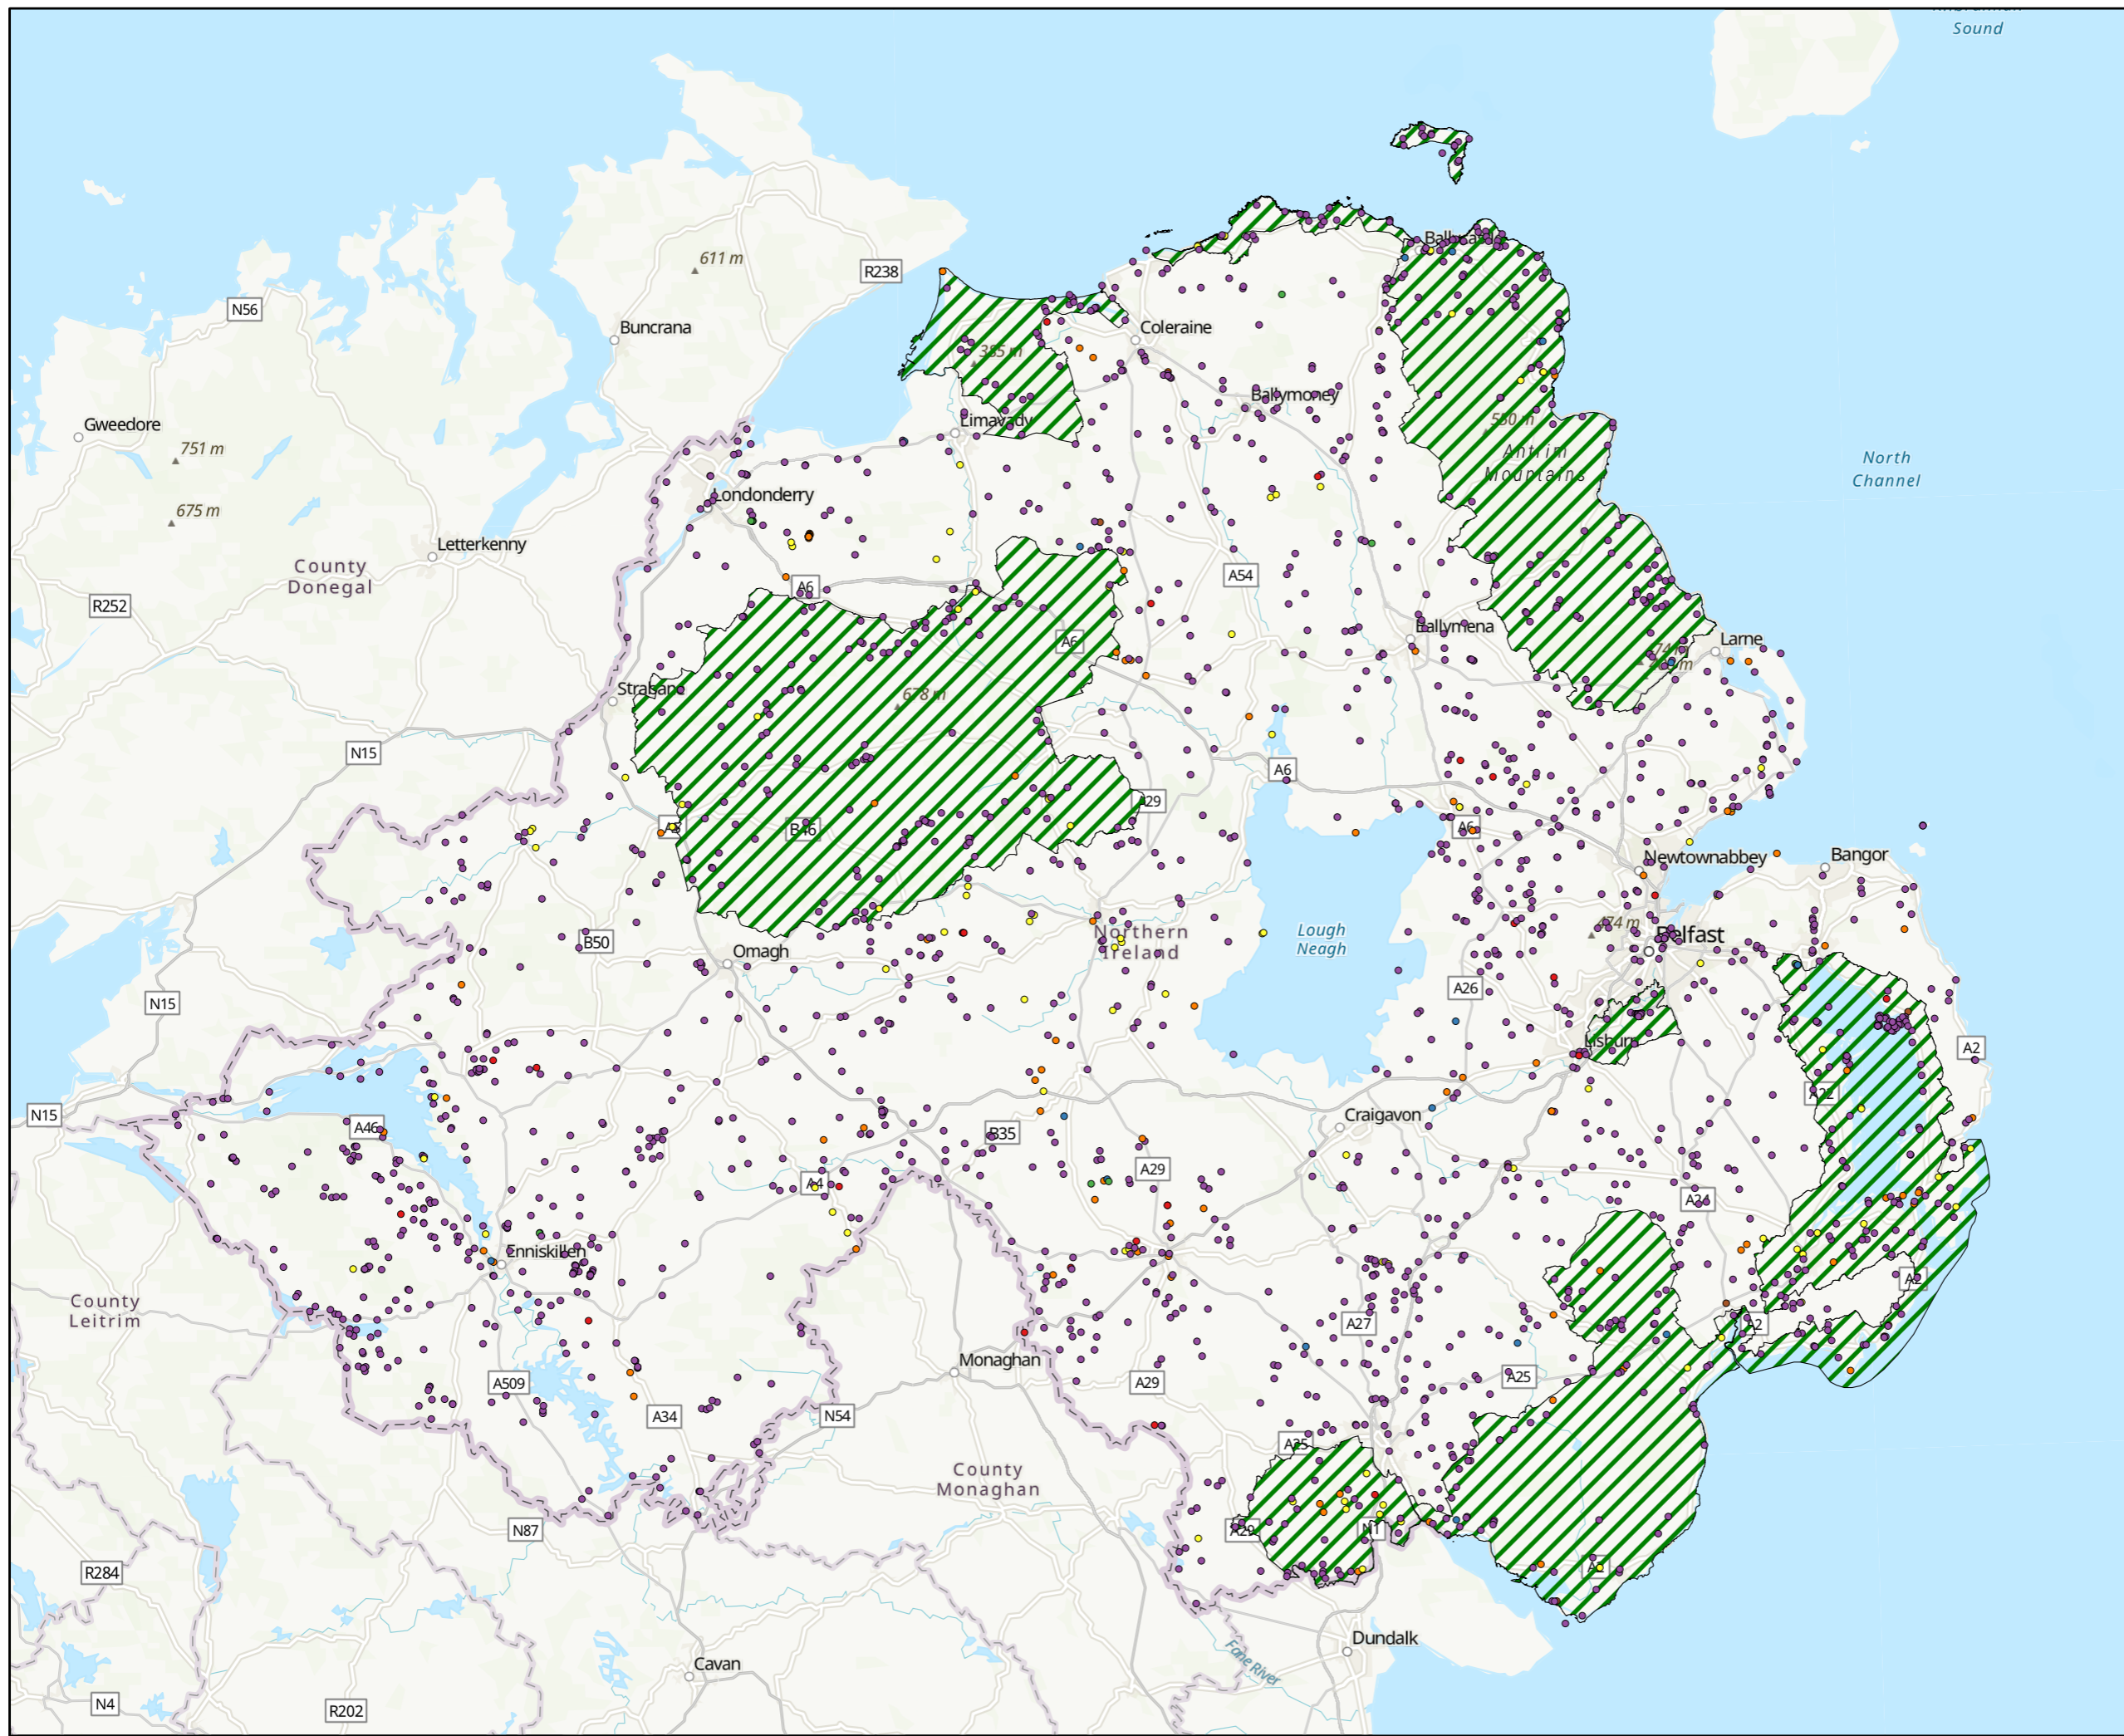 Sound
611 m
R238
N56
Buncrana
Coleraine
385 m
Ballymoney
Gweedore
Limavady
751 m
550 m
Antrim
Mountains
North
Channel
Londonderry
675 m
Letterkenny
County
Donegal
A6
A54
R252
A6
Ballymena
Larne
Strabane
678 m
N15
A6
A29
A5
B46
A6
Newtownabbey
Bangor
474 m
Northern
Ireland
Lough
Neagh
Belfast
B50
Omagh
A26
N15
Lisburn
A2
A22
N15
A46
Craigavon
B35
A29
A4
A24
Enniskillen
A2
County
Leitrim
A27
A2
Monaghan
A509
A29
A25
A34
N54
A25
County
Monaghan
N87
A29
N1
R284
A2
Dundalk
Fane River
Cavan
N4
R202